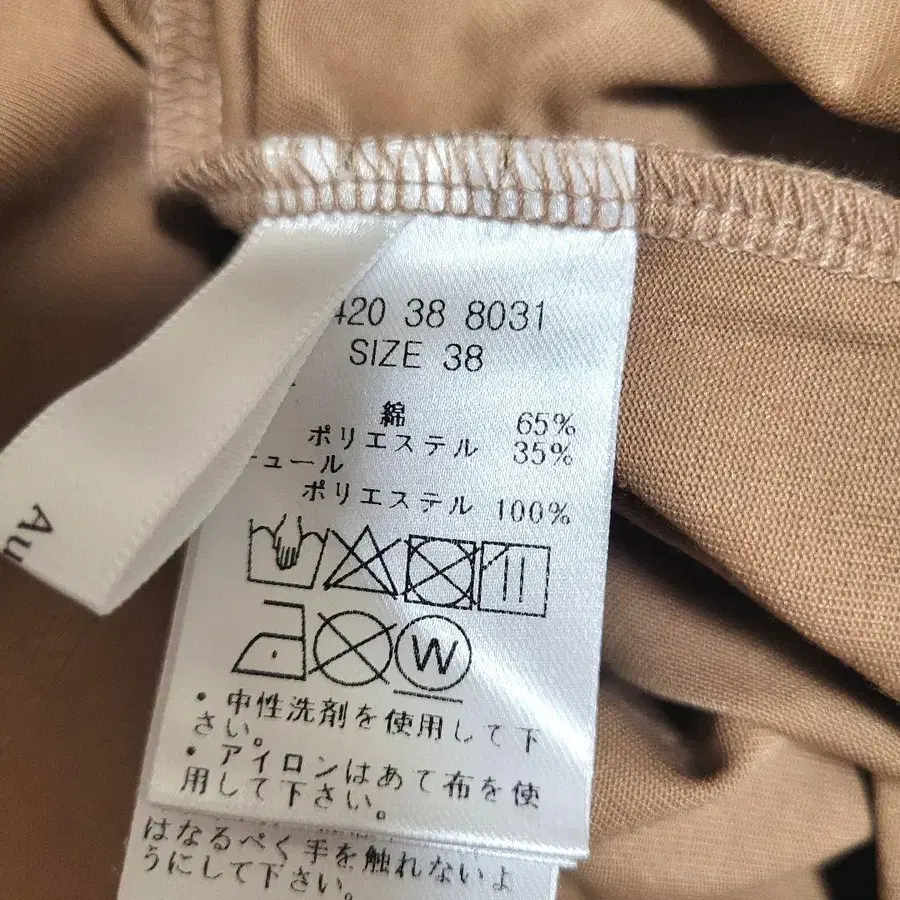 420 38 8031
SIZE 38
綿 65%
ポリエステル 35%
チュール
ポリエステル 100%
W
・中性洗剤を使用して下
さい。
・アイロンはあて布を使
用して下さい。
はなるべく手を触れないよ
うにして下さい。
Au